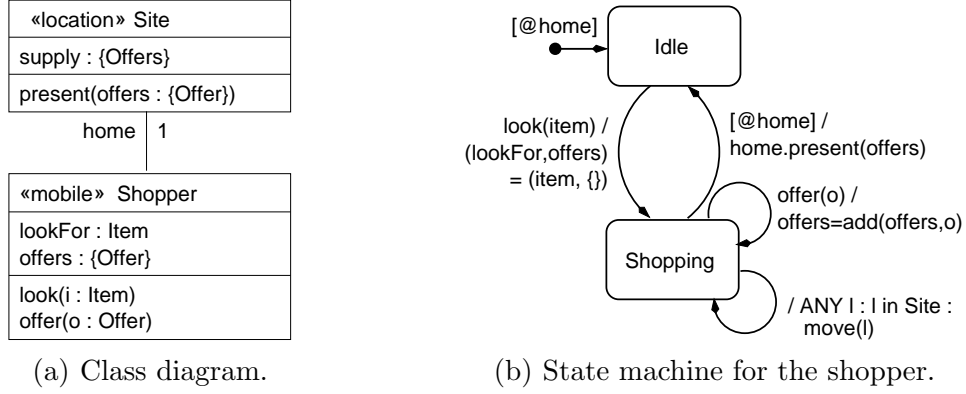 «location» Site
supply : {Offers}
present(offers : {Offer})
home 1
«mobile» Shopper
lookFor : Item
offers : {Offer}
look(i : Item)
offer(o : Offer)
(a) Class diagram.
[@home]
Idle
look(item) /
(lookFor,offers)
= (item, {})
[@home] /
home.present(offers)
offer(o) /
offers=add(offers,o)
Shopping
/ ANY l : l in Site :
move(l)
(b) State machine for the shopper.